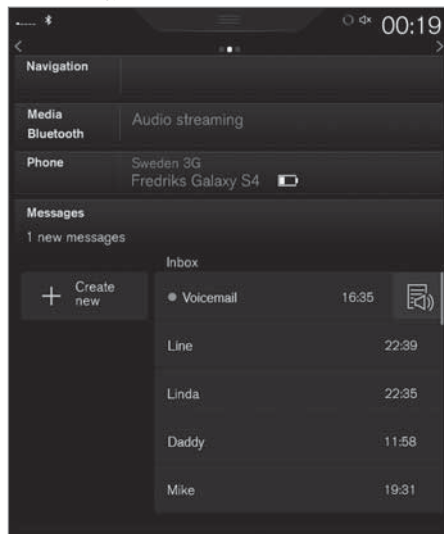 00:19
Navigation
Media
Bluetooth
Audio streaming
Phone
Sweden 3G
Fredriks Galaxy S4
Messages
1 new messages
Inbox
Create
new
Voicemail 16:35
Line 22:39
Linda 22:35
Daddy 11:58
Mike 19:31